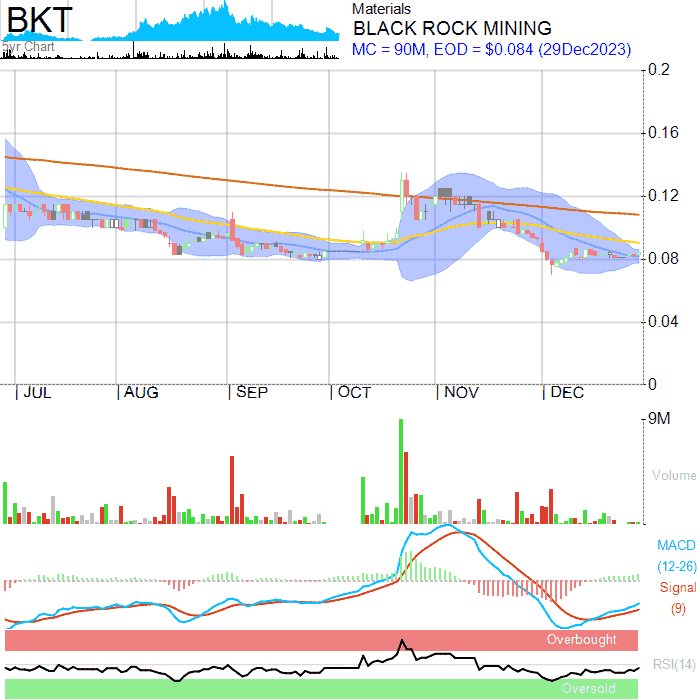 BKT
5yr Chart
Materials
BLACK ROCK MINING
MC = 90M, EOD = $0.084 (29Dec2023)
0.2
0.16
0.12
0.08
0.04
0
| JUL | AUG | SEP | OCT | NOV | DEC
9M
Volume
MACD
(12-26)
Signal
(9)
Overbought
RSI(14)
Oversold